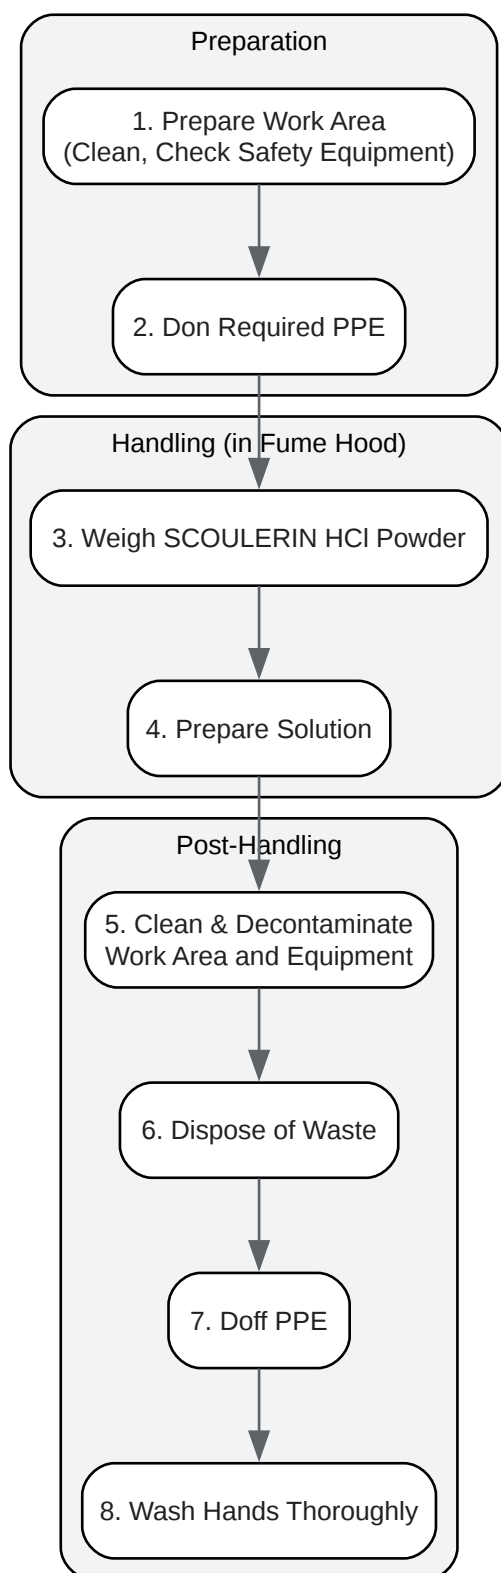 Preparation
1. Prepare Work Area
(Clean, Check Safety Equipment)
2. Don Required PPE
Handling (in Fume Hood)
3. Weigh SCOULERIN HCl Powder
4. Prepare Solution
Post-Handling
5. Clean & Decontaminate
Work Area and Equipment
6. Dispose of Waste
7. Doff PPE
8. Wash Hands Thoroughly